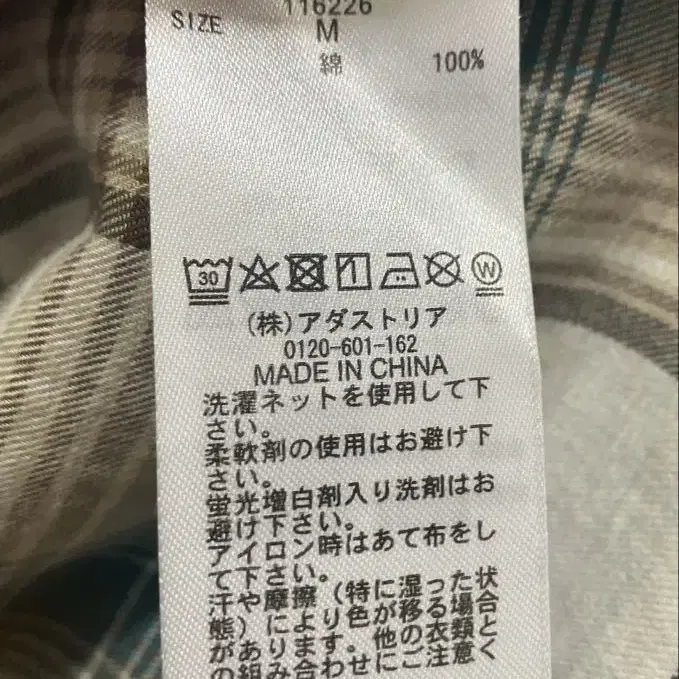 116226
SIZE M
綿 100%
30 W
(株)アダストリア
0120-601-162
MADE IN CHINA
洗濯ネットを使用して下
さい。
柔軟剤の使用はお避け下
さい。
蛍光増白剤入り洗剤はお
避け下さい。
アイロン時はあて布をし
て下さい。
汗や摩擦（特に湿った状
態）により色が移る場合
があります。他の衣類と
の組み合わせにご注意く